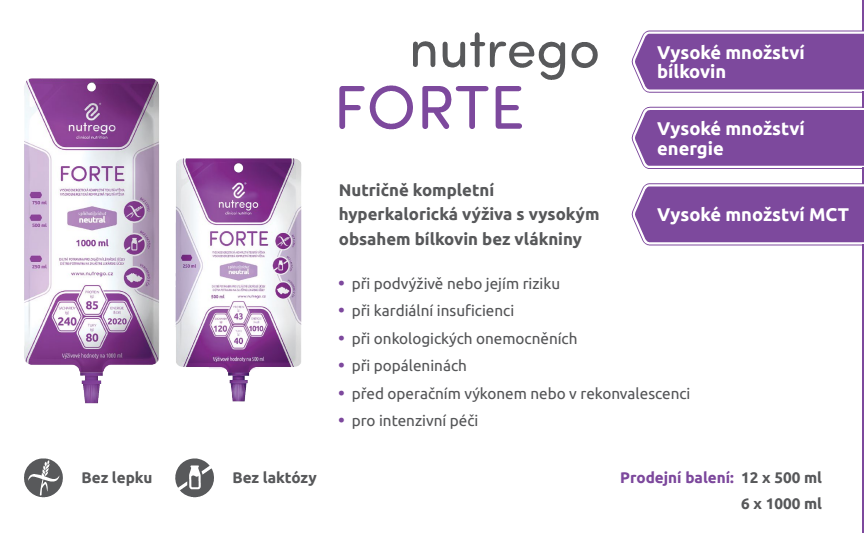 nutrego
FORTE
Vysoké množství
bílkovin
Vysoké množství
energie
Vysoké množství MCT
Nutričně kompletní
hyperkalorická výživa s vysokým
obsahem bílkovin bez vlákniny
• při podvýživě nebo jejím riziku
• při kardiální insuficienci
• při onkologických onemocněních
• při popáleninách
• před operačním výkonem nebo v rekonvalescenci
• pro intenzivní péči
nutrego
clinical nutrition
FORTE
750 ml
500 ml
250 ml
neutral
1000 ml
www.nutrego.cz
85
240
2020
80
Výživové hodnoty na 1000 ml
nutrego
clinical nutrition
FORTE
250 ml
neutral
500 ml
www.nutrego.cz
43
120
1010
40
Výživové hodnoty na 500 ml
Bez lepku
Bez laktózy
Prodejní balení: 12 x 500 ml
6 x 1000 ml